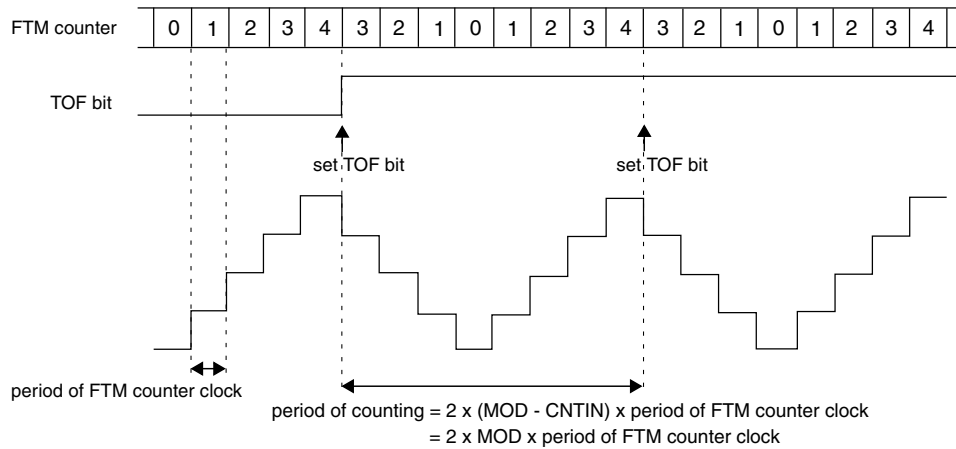 FTM counter 0 1 2 3 4 3 2 1 0 1 2 3 4 3 2 1 0 1 2 3 4
TOF bit
set TOF bit set TOF bit
period of FTM counter clock
period of counting = 2 x (MOD - CNTIN) x period of FTM counter clock
= 2 x MOD x period of FTM counter clock